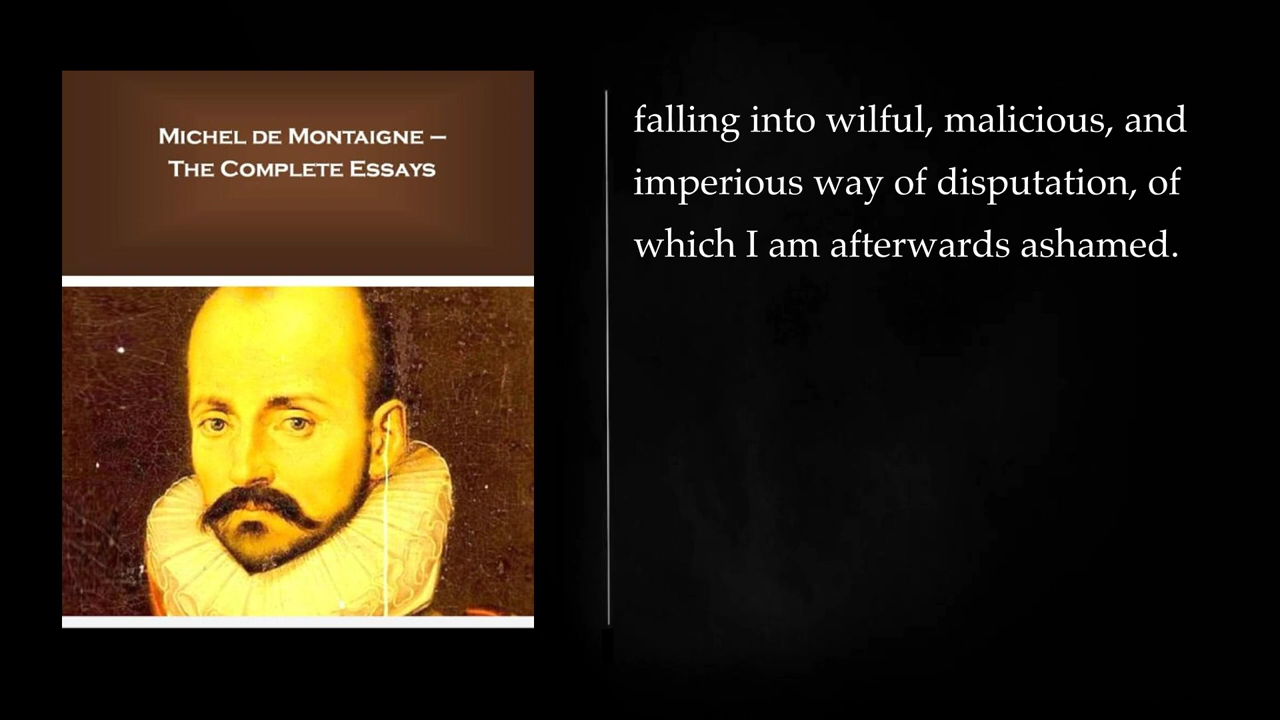 Michel de Montaigne –
The Complete Essays
falling into wilful, malicious, and
imperious way of disputation, of
which I am afterwards ashamed.